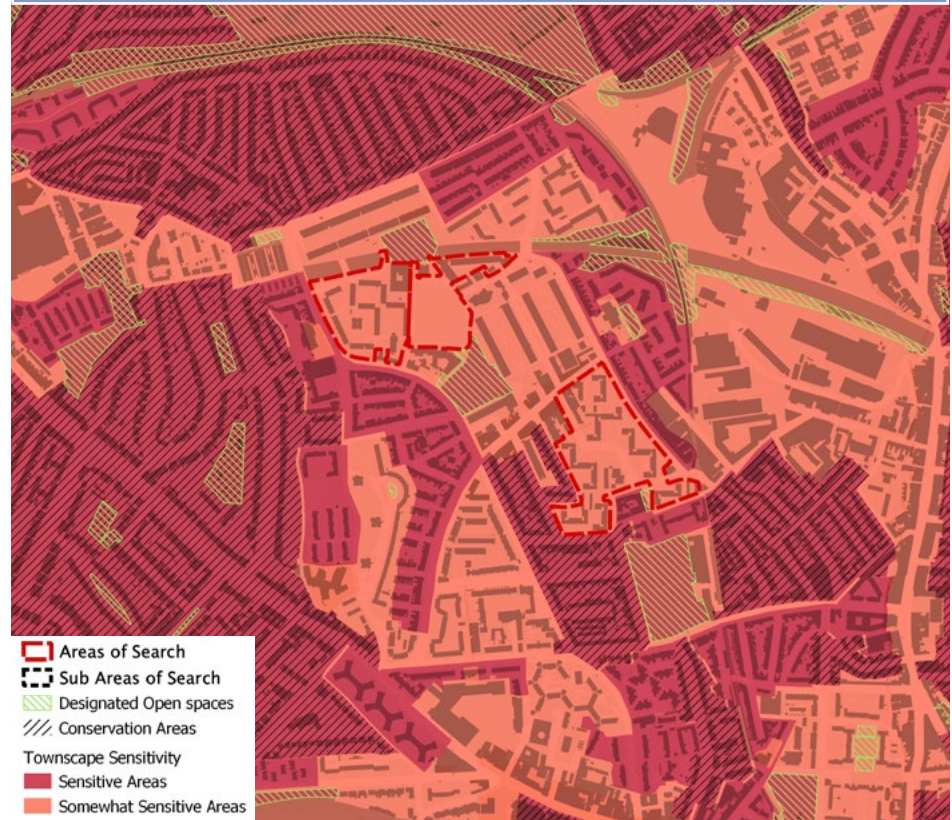 Areas of Search
Sub Areas of Search
Designated Open spaces
Conservation Areas
Townscape Sensitivity
Sensitive Areas
Somewhat Sensitive Areas